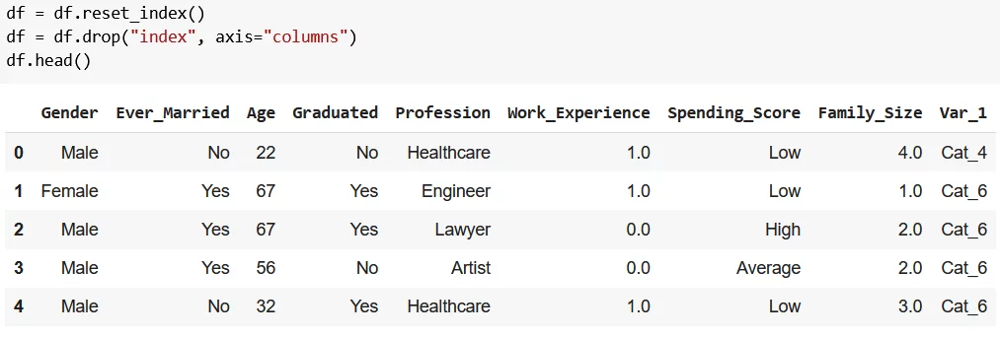 df = df.reset_index()
df = df.drop("index", axis="columns")
df.head()
Gender Ever_Married Age Graduated Profession Work_Experience Spending_Score Family_Size Var_1
0 Male No 22 No Healthcare 1.0 Low 4.0 Cat_4
1 Female Yes 67 Yes Engineer 1.0 Low 1.0 Cat_6
2 Male Yes 67 Yes Lawyer 0.0 High 2.0 Cat_6
3 Male Yes 56 No Artist 0.0 Average 2.0 Cat_6
4 Male No 32 Yes Healthcare 1.0 Low 3.0 Cat_6